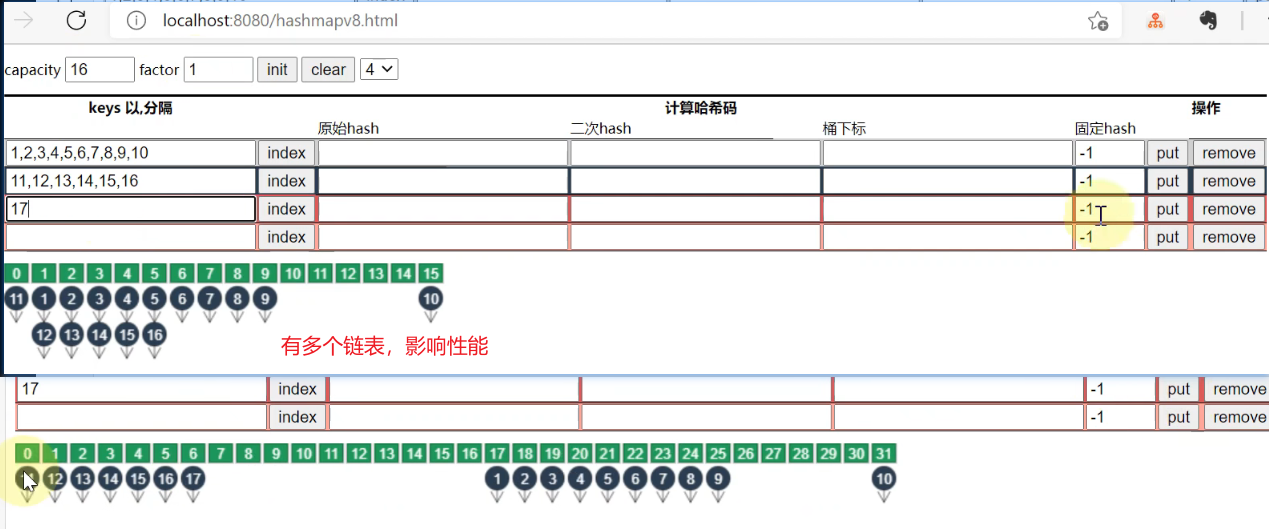 localhost:8080/hashmapv8.html
capacity 16 factor 1 init clear 4
keys 以,分隔 计算哈希码 操作
原始hash 二次hash 桶下标 固定hash
1,2,3,4,5,6,7,8,9,10 index -1 put remove
11,12,13,14,15,16 index -1 put remove
17 index -1 put remove
index -1 put remove
0 1 2 3 4 5 6 7 8 9 10 11 12 13 14 15
11 1 2 3 4 5 6 7 8 9 10
12 13 14 15 16
有多个链表，影响性能
17 index -1 put remove
index -1 put remove
0 1 2 3 4 5 6 7 8 9 10 11 12 13 14 15 16 17 18 19 20 21 22 23 24 25 26 27 28 29 30 31
12 13 14 15 16 17 1 2 3 4 5 6 7 8 9 10